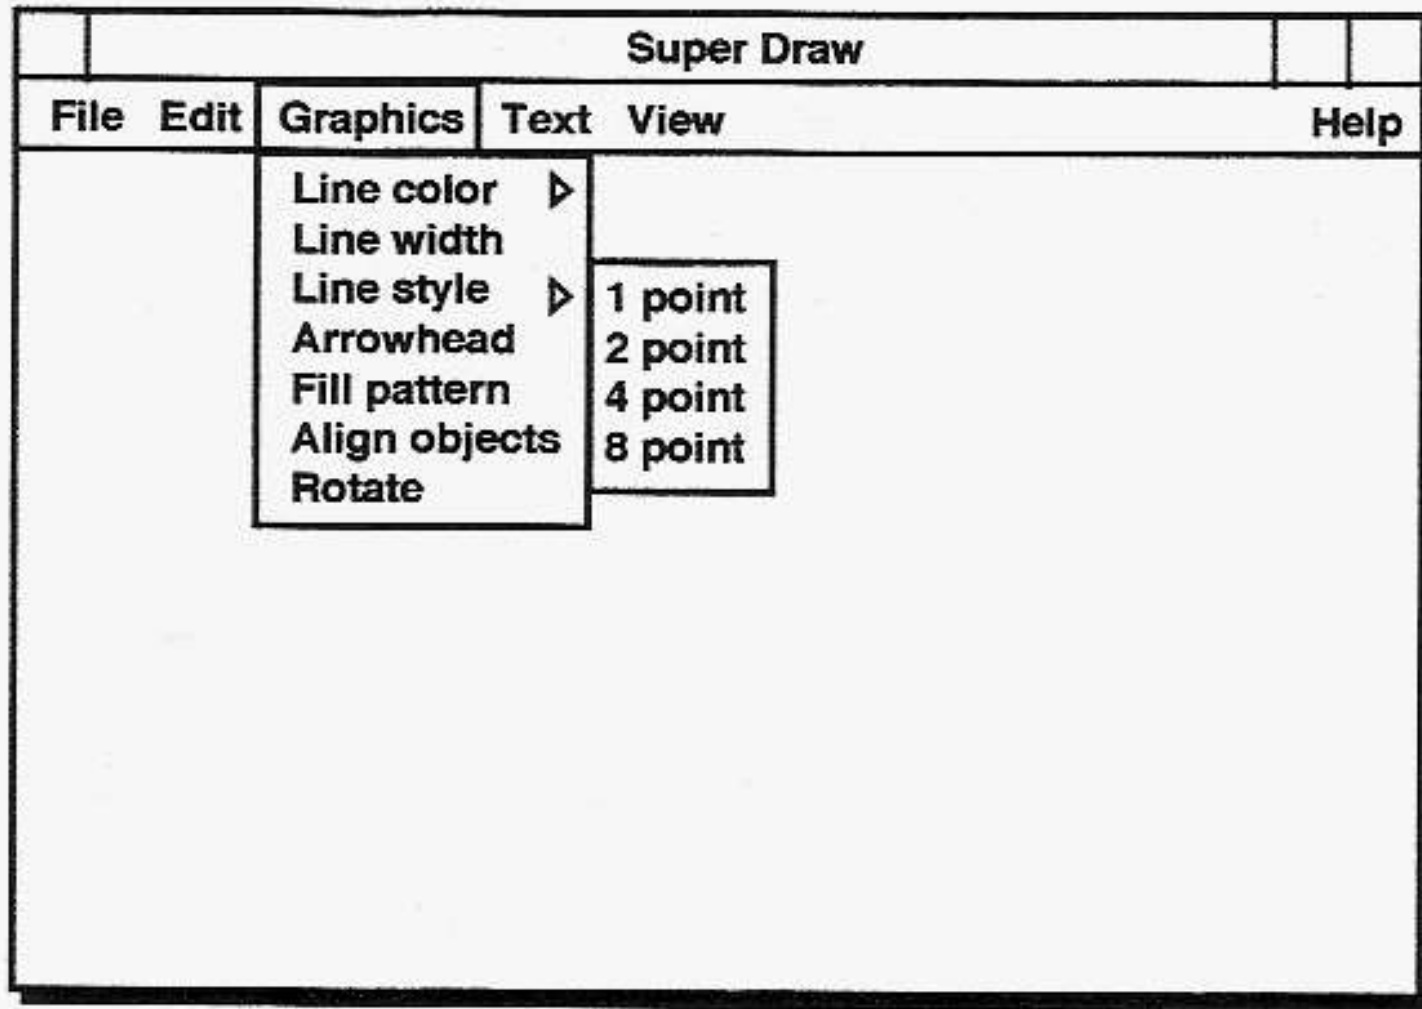 Super Draw
File Edit Graphics Text View Help
Line color
Line width
Line style
Arrowhead
Fill pattern
Align objects
Rotate
1 point
2 point
4 point
8 point